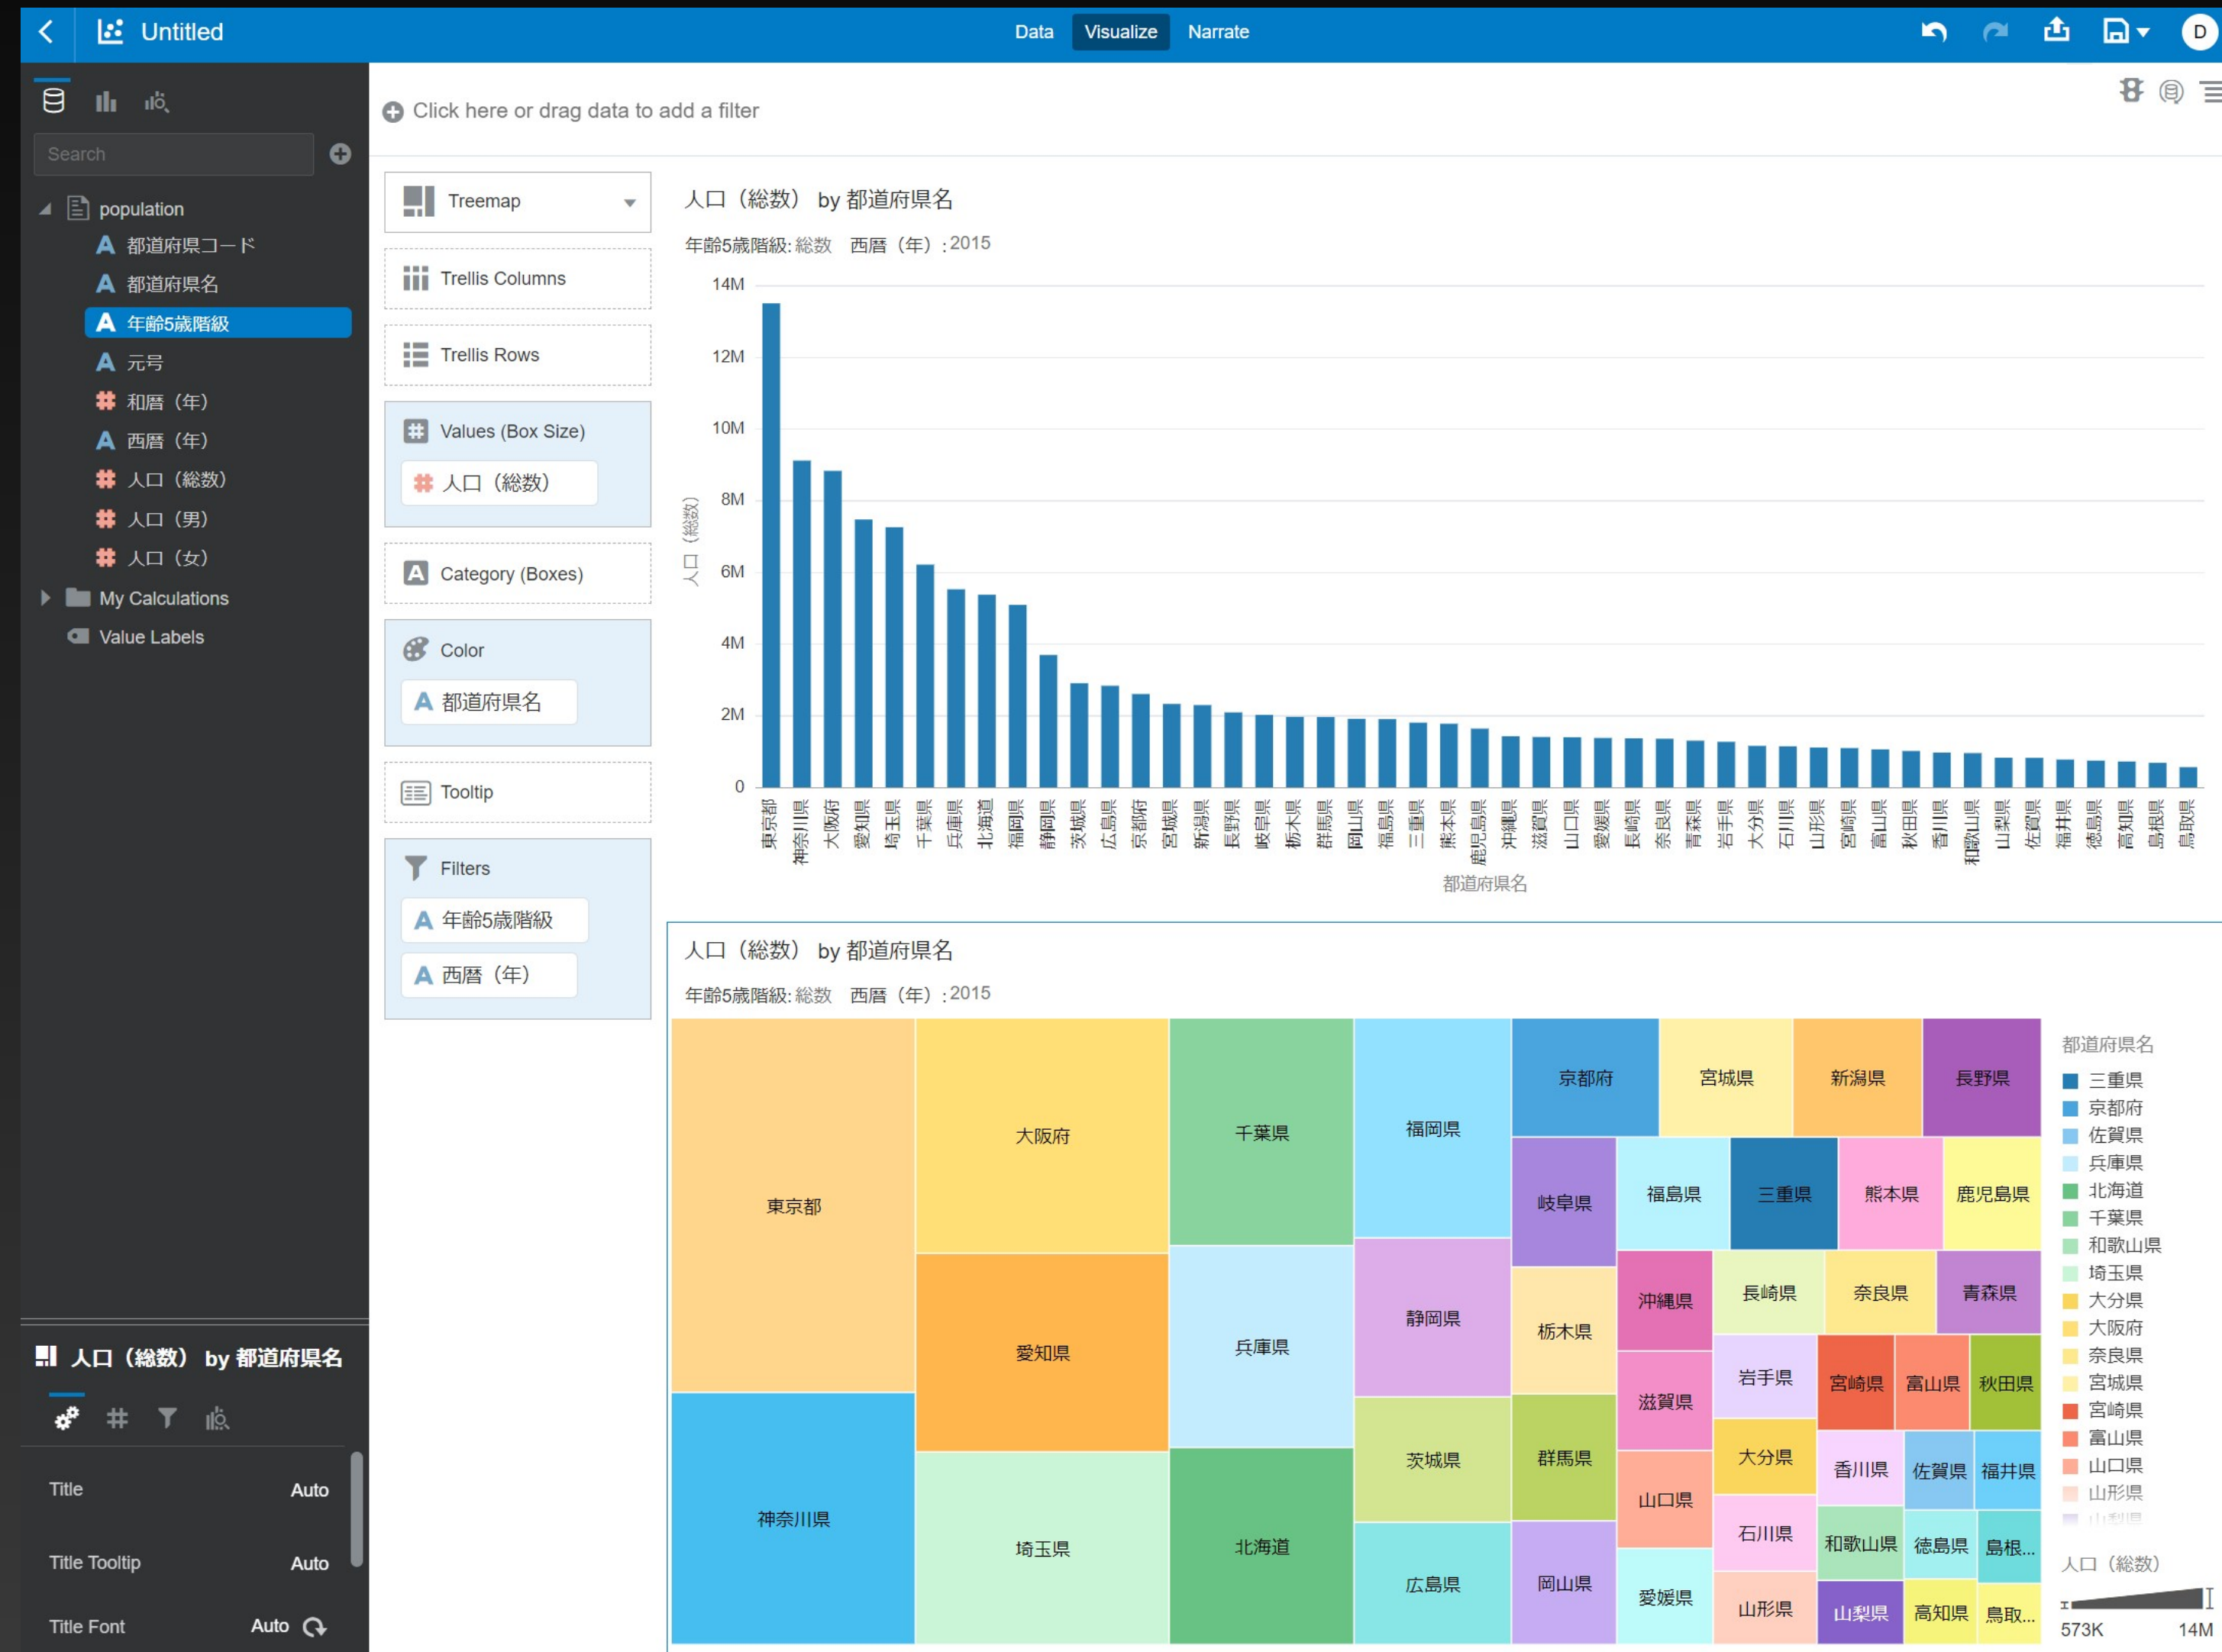 Untitled
Data Visualize Narrate
D
Search
population
都道府県コード
都道府県名
年齢5歳階級
元号
和暦（年）
西暦（年）
人口（総数）
人口（男）
人口（女）
My Calculations
Value Labels
人口（総数） by 都道府県名
Title Auto
Title Tooltip Auto
Title Font Auto
Click here or drag data to add a filter
Treemap
Trellis Columns
Trellis Rows
Values (Box Size)
人口（総数）
Category (Boxes)
Color
都道府県名
Tooltip
Filters
年齢5歳階級
西暦（年）
人口（総数） by 都道府県名
年齢5歳階級: 総数 西暦（年）: 2015
人口（総数）
14M
12M
10M
8M
6M
4M
2M
0
東京都
神奈川県
大阪府
愛知県
埼玉県
千葉県
兵庫県
北海道
福岡県
静岡県
茨城県
広島県
京都府
宮城県
新潟県
長野県
岐阜県
栃木県
群馬県
岡山県
福島県
三重県
熊本県
鹿児島県
沖縄県
滋賀県
山口県
愛媛県
長崎県
奈良県
青森県
岩手県
大分県
石川県
山形県
宮崎県
富山県
秋田県
香川県
和歌山県
山梨県
佐賀県
福井県
徳島県
高知県
島根県
鳥取県
都道府県名
人口（総数） by 都道府県名
年齢5歳階級: 総数 西暦（年）: 2015
東京都
神奈川県
大阪府
愛知県
埼玉県
千葉県
兵庫県
北海道
福岡県
静岡県
茨城県
広島県
京都府
宮城県
新潟県
長野県
岐阜県
栃木県
群馬県
岡山県
福島県
三重県
熊本県
鹿児島県
沖縄県
滋賀県
山口県
愛媛県
長崎県
奈良県
青森県
岩手県
大分県
石川県
山形県
宮崎県
富山県
秋田県
香川県
和歌山県
山梨県
佐賀県
福井県
徳島県
高知県
島根...
鳥取...
都道府県名
三重県
京都府
佐賀県
兵庫県
北海道
千葉県
和歌山県
埼玉県
大分県
大阪府
奈良県
宮城県
宮崎県
富山県
山口県
山形県
山梨県
人口（総数）
573K 14M